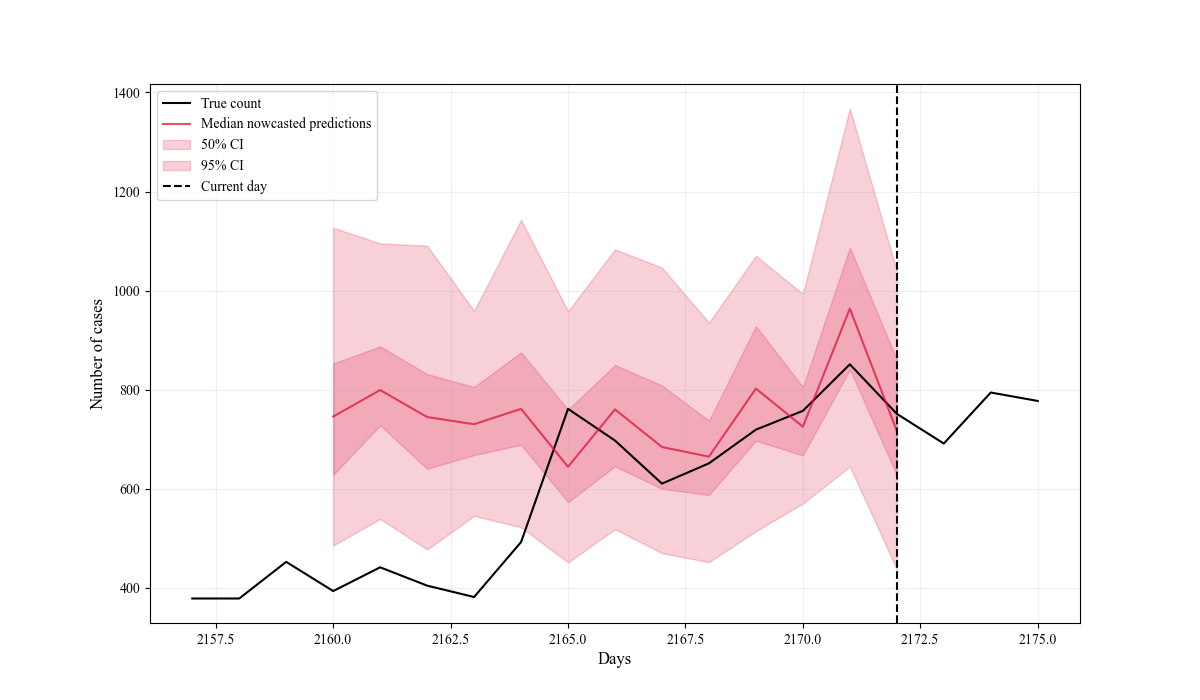 True count
Median nowcasted predictions
50% CI
95% CI
Current day
1400
1200
1000
800
600
400
Number of cases
2157.5 2160.0 2162.5 2165.0 2167.5 2170.0 2172.5 2175.0
Days